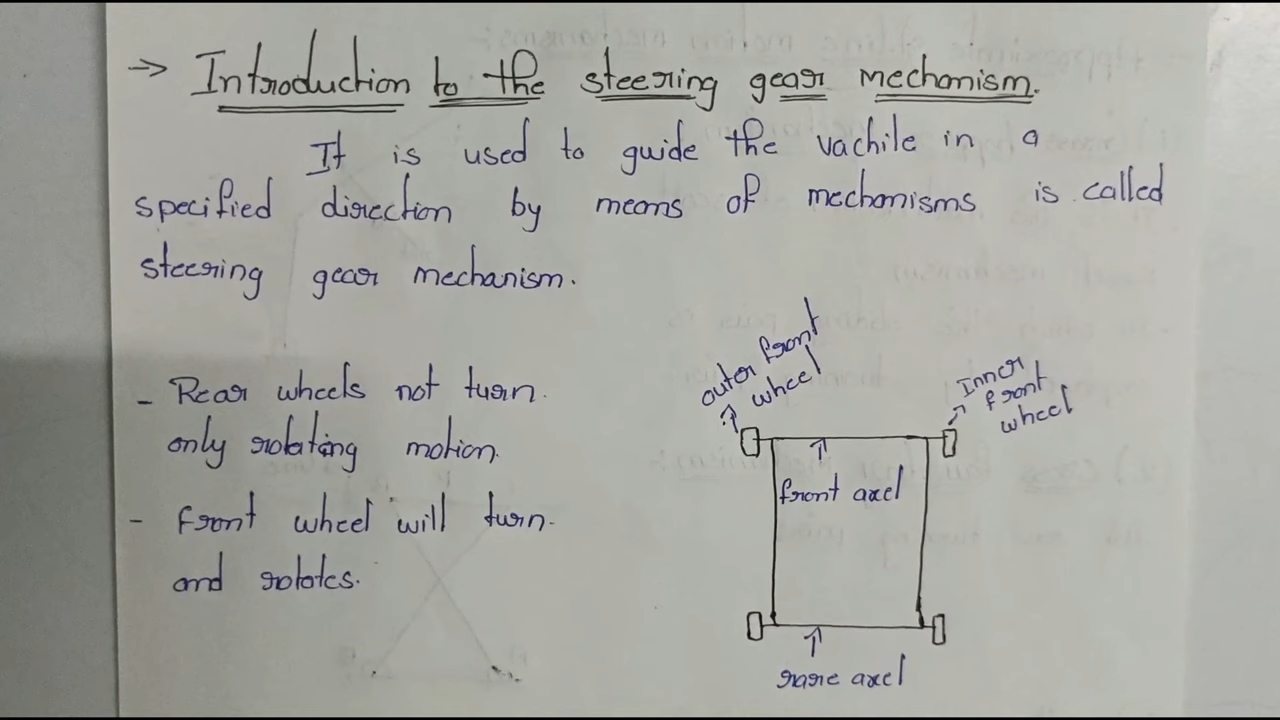 → Introduction to the steering gear mechanism.
It is used to guide the vachile in a
specified direction by means of mechanisms is called
steering gear mechanism.
- Rear wheels not turn.
only rotating motion.
- Front wheel will turn.
and rotates.
outer front
wheel
Inner
front
wheel
front axel
rare axel